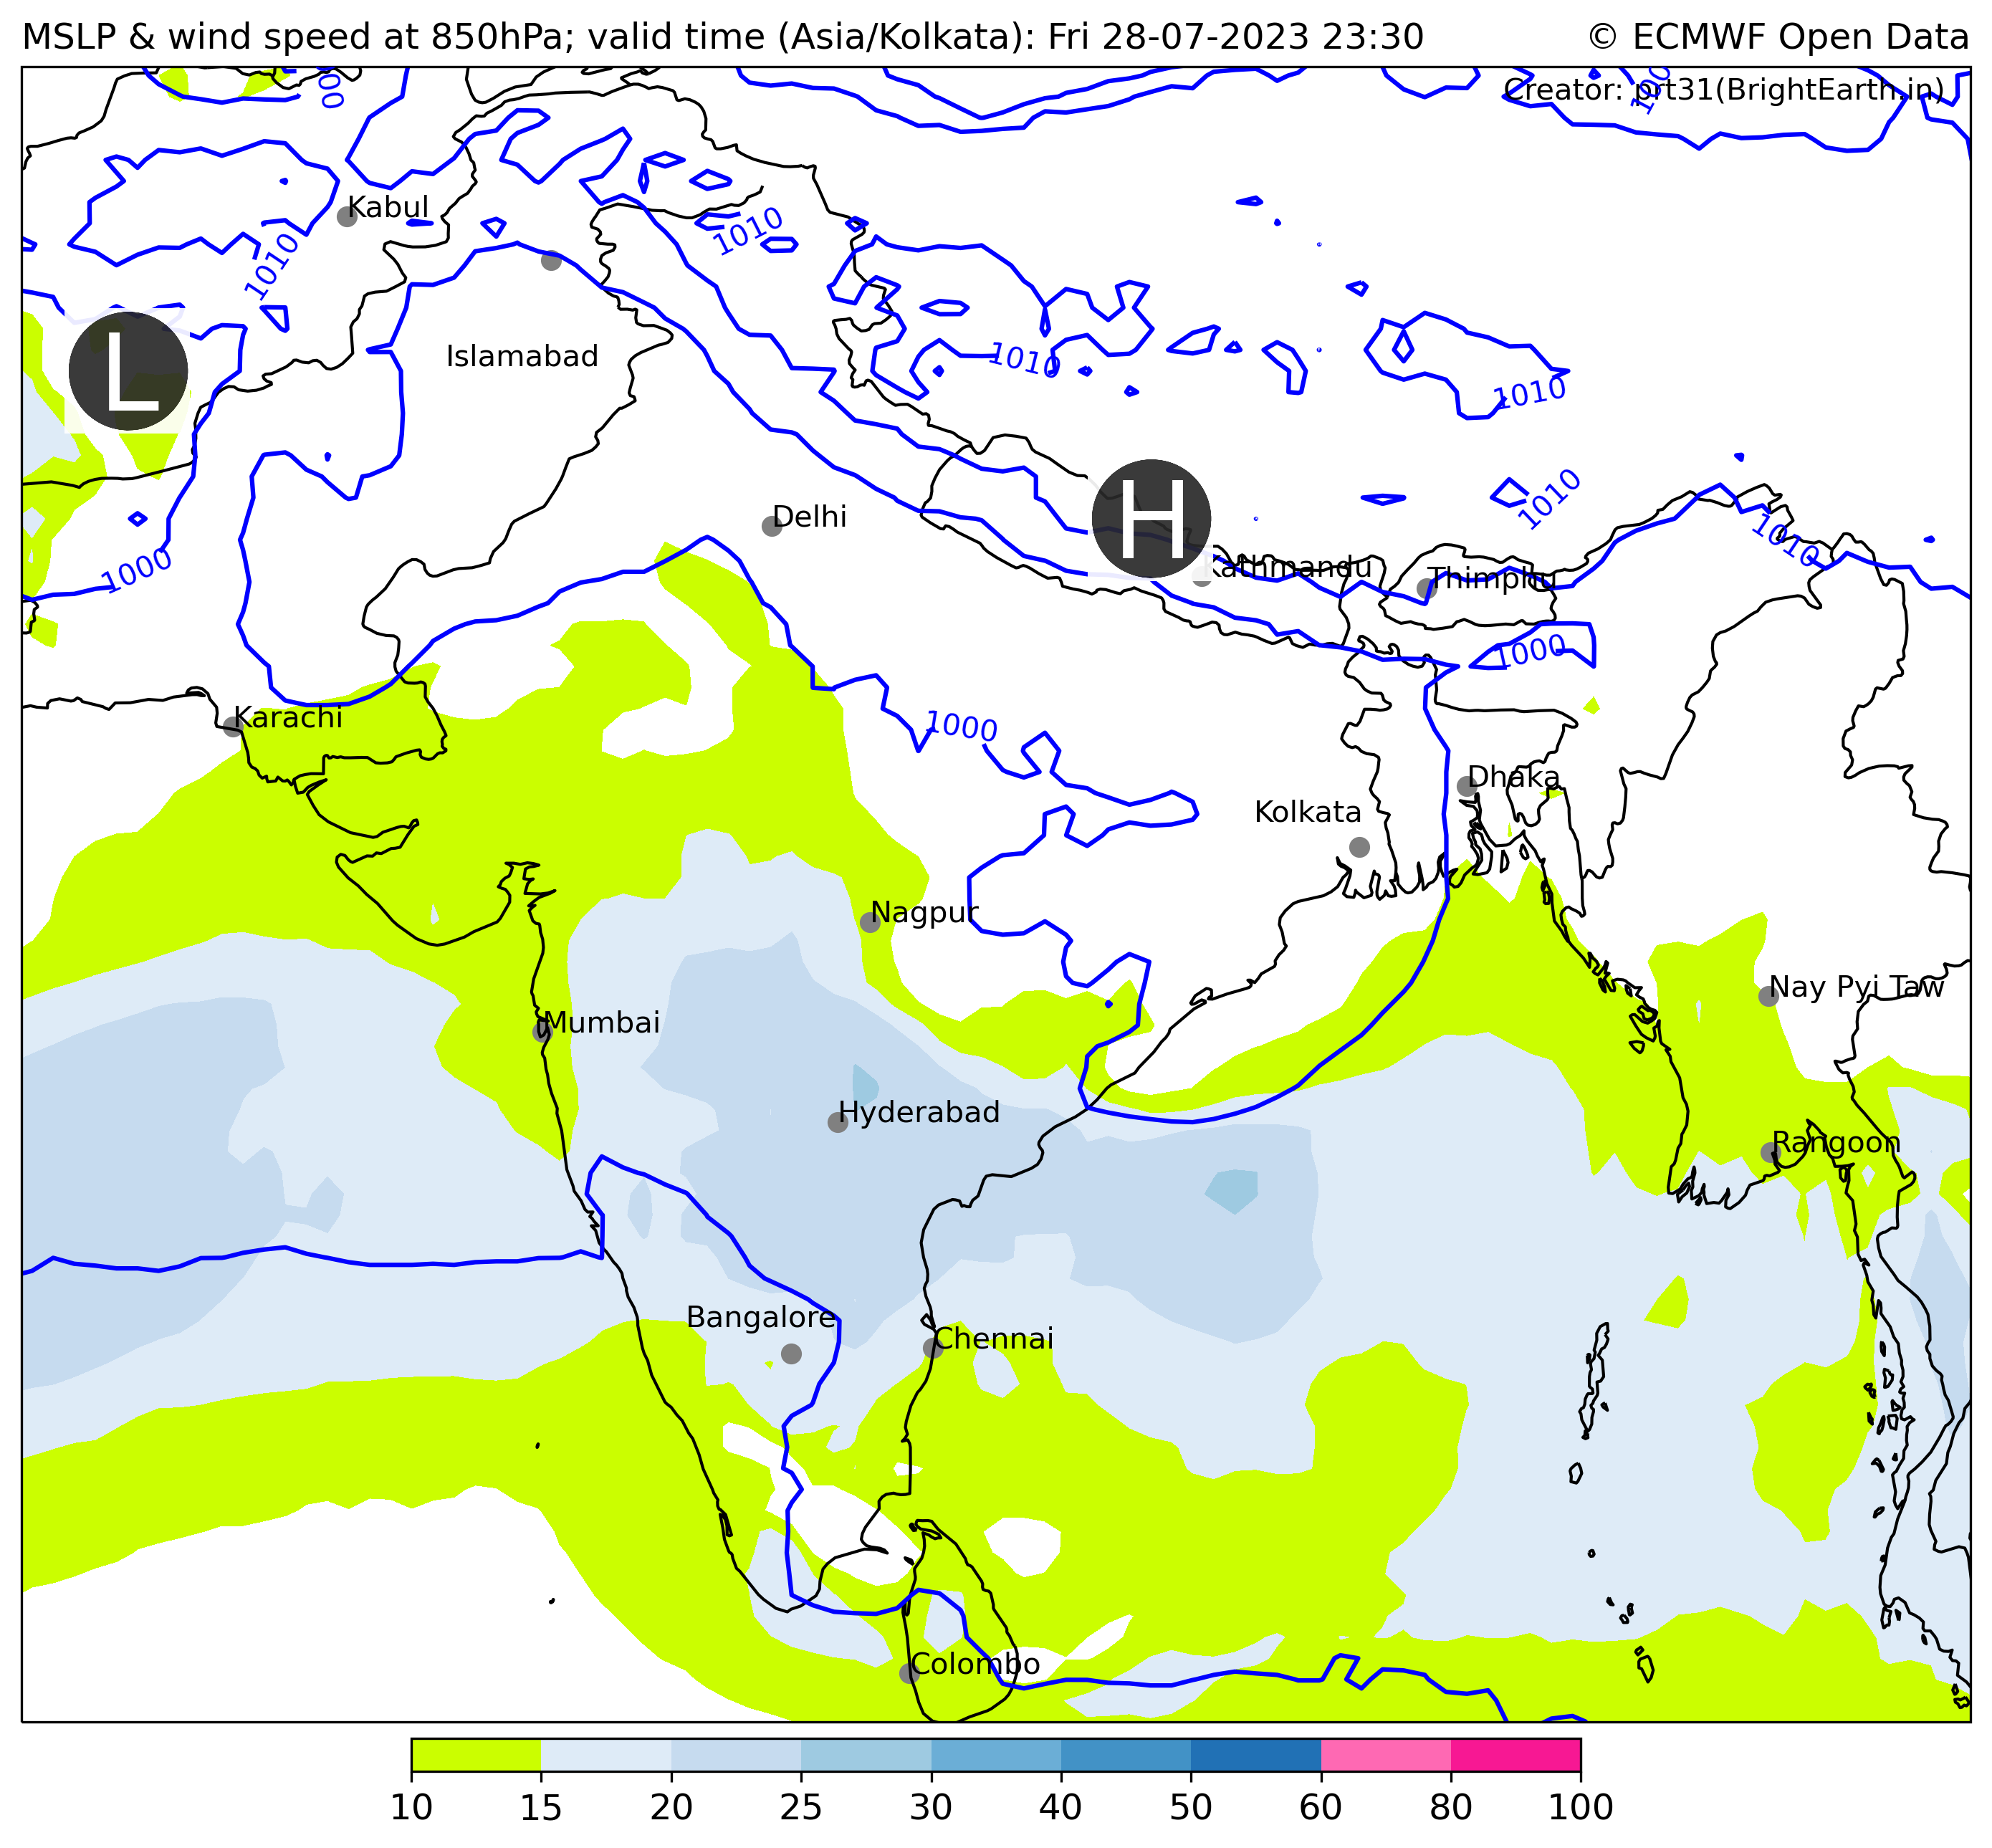 MSLP & wind speed at 850hPa; valid time (Asia/Kolkata): Fri 28-07-2023 23:30 © ECMWF Open Data
Creator: prt31(BrightEarth.in)
Kabul
1010
1010
L
Islamabad
1010
1010
Delhi
H
1010
1010
1000
Kathmandu
Thimphu
1000
Karachi
1000
Dhaka
Kolkata
Nagpur
Nay Pyi Taw
Mumbai
Hyderabad
Rangoon
Bangalore
Chennai
Colombo
10 15 20 25 30 40 50 60 80 100